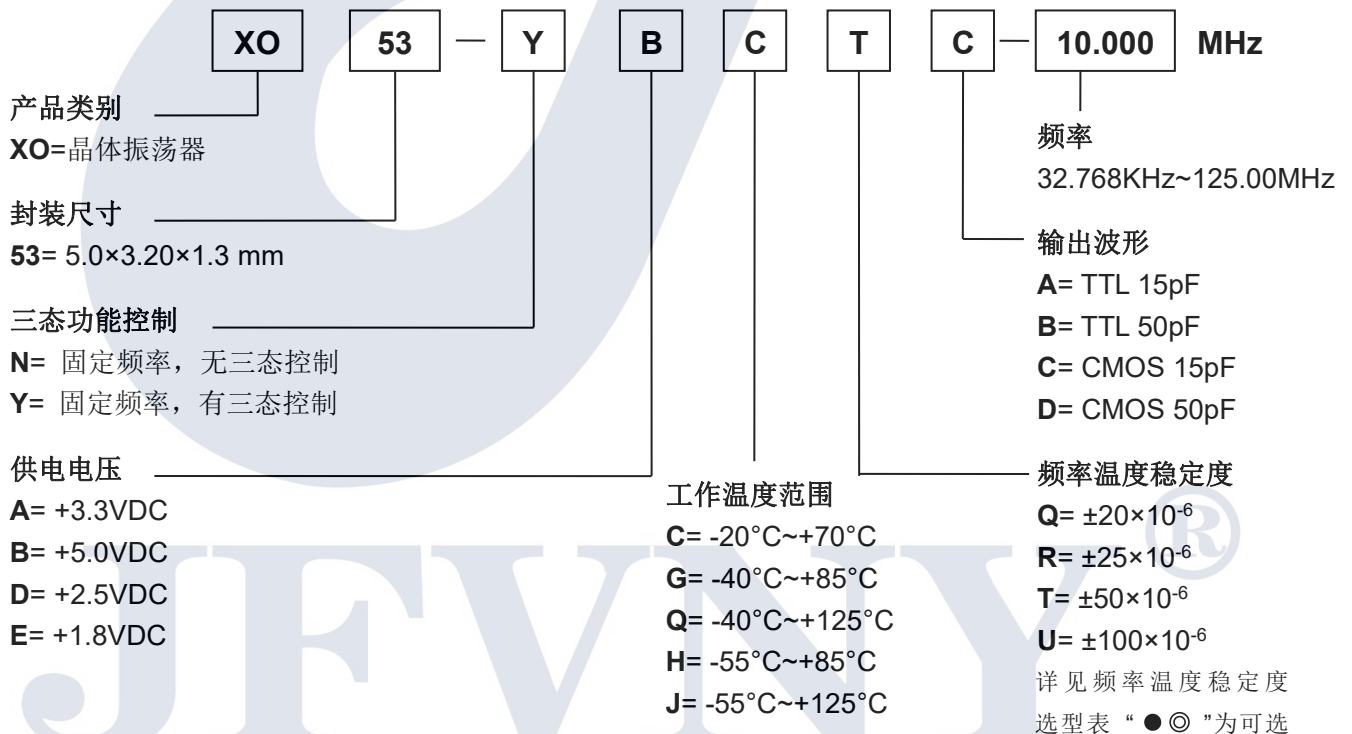 XO 53 — Y B C T C — 10.000 MHz
产品类别
XO=晶体振荡器
封装尺寸
53= 5.0×3.20×1.3 mm
三态功能控制
N= 固定频率，无三态控制
Y= 固定频率，有三态控制
供电电压
A= +3.3VDC
B= +5.0VDC
D= +2.5VDC
E= +1.8VDC
工作温度范围
C= -20°C~+70°C
G= -40°C~+85°C
Q= -40°C~+125°C
H= -55°C~+85°C
J= -55°C~+125°C
频率
32.768KHz~125.00MHz
输出波形
A= TTL 15pF
B= TTL 50pF
C= CMOS 15pF
D= CMOS 50pF
频率温度稳定度
Q= ±20×10⁻⁶
R= ±25×10⁻⁶
T= ±50×10⁻⁶
U= ±100×10⁻⁶
详见频率温度稳定度
选型表 “ ●◎ ”为可选
JFVNY®